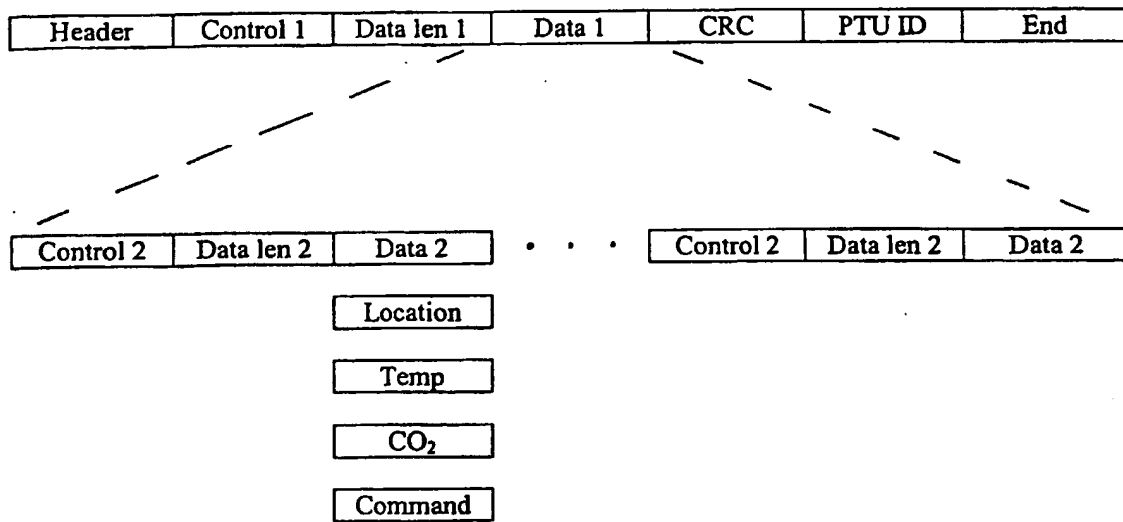 Header Control 1 Data len 1 Data 1 CRC PTU ID End
Control 2 Data len 2 Data 2 . . . Control 2 Data len 2 Data 2
Location
Temp
CO₂
Command